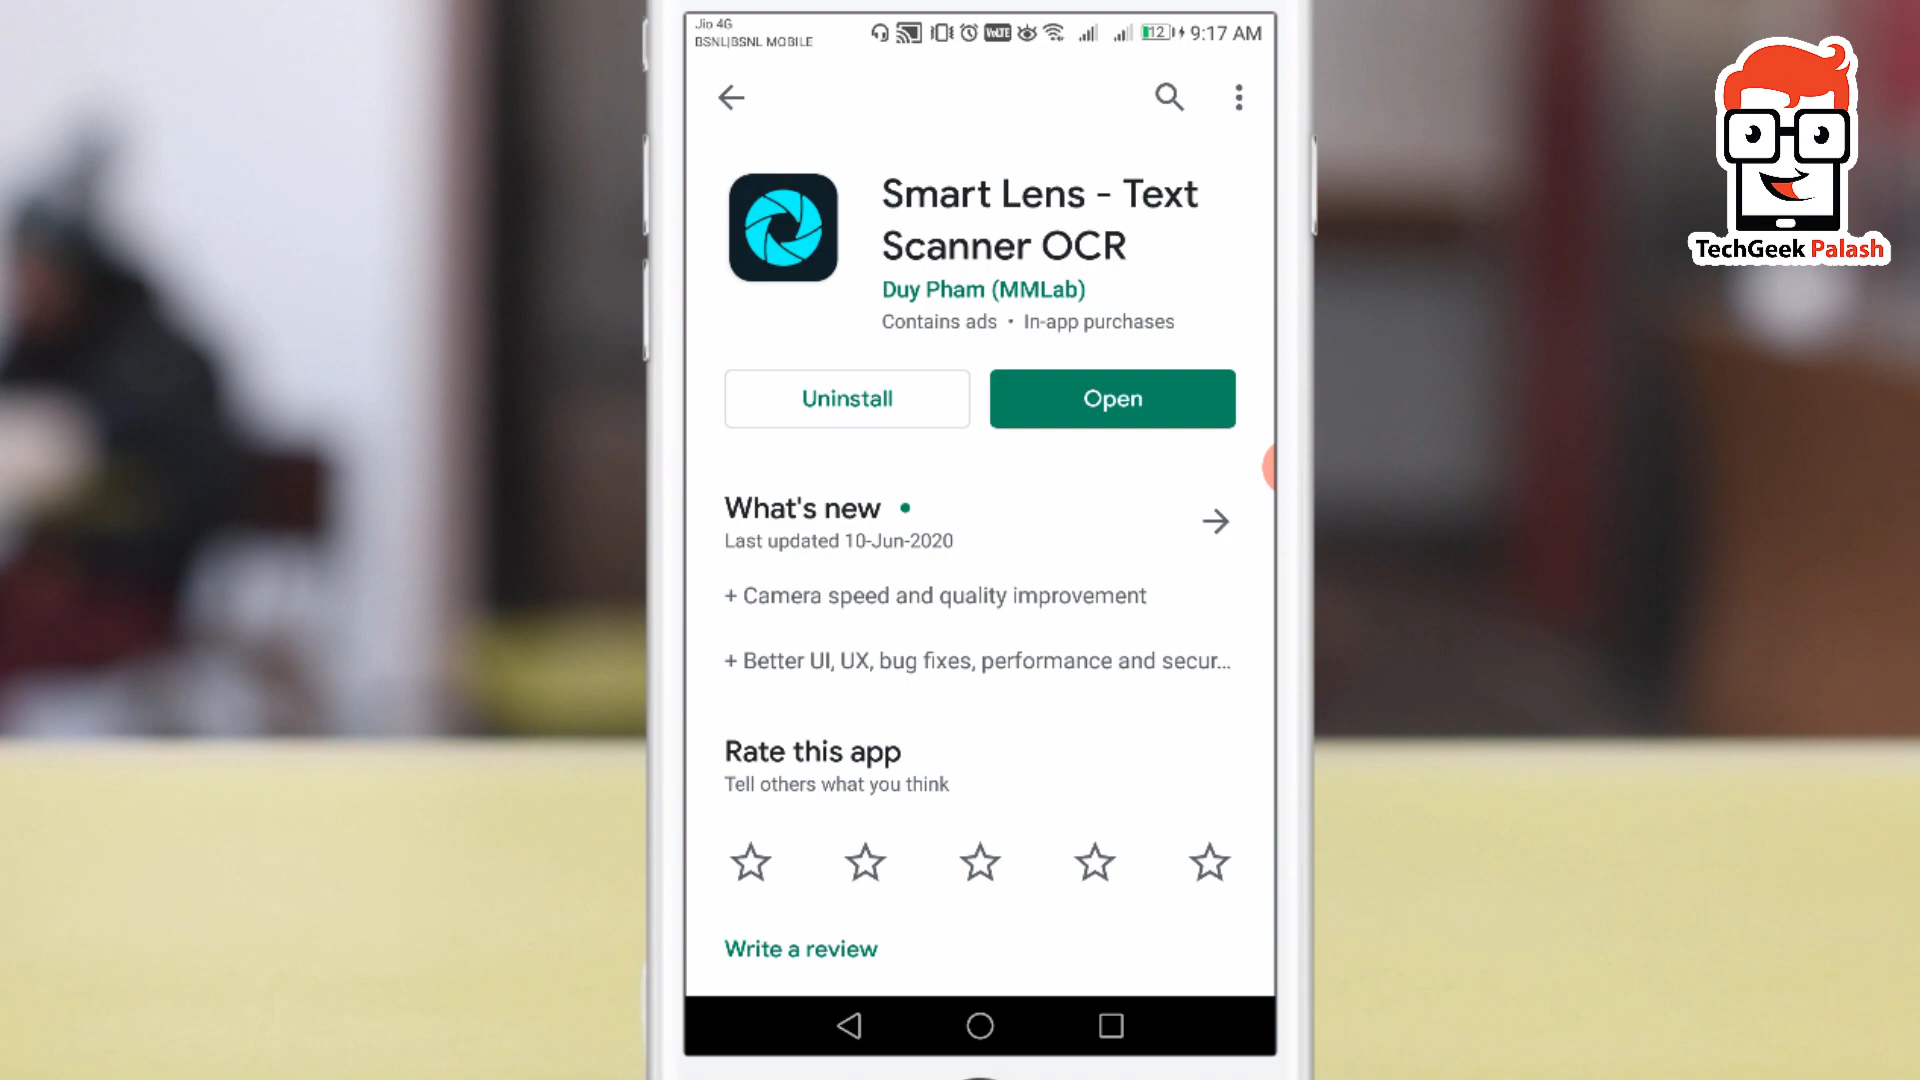 Jio 4G
BSNL|BSNL MOBILE
VoLTE
12
9:17 AM
Smart Lens - Text
Scanner OCR
Duy Pham (MMLab)
Contains ads • In-app purchases
Uninstall
Open
What's new
Last updated 10-Jun-2020
+ Camera speed and quality improvement
+ Better UI, UX, bug fixes, performance and secur...
Rate this app
Tell others what you think
Write a review
TechGeek Palash